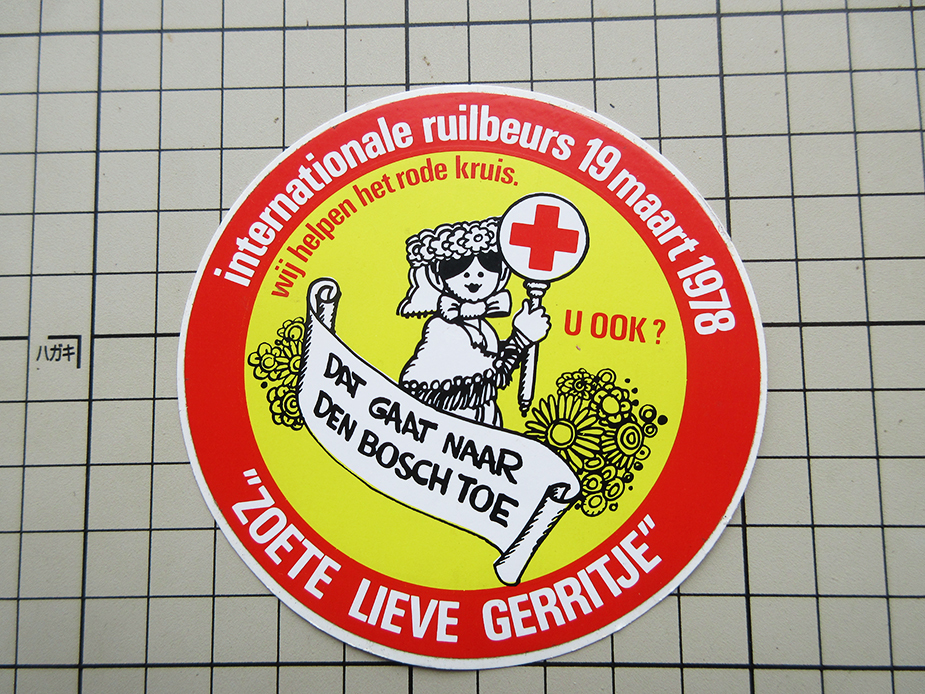 internationale ruilbeurs 19 maart 1978
wij helpen het rode kruis.
U OOK ?
DAT GAAT NAAR
DEN BOSCH TOE
"ZOETE LIEVE GERRITJE"
ハガキ